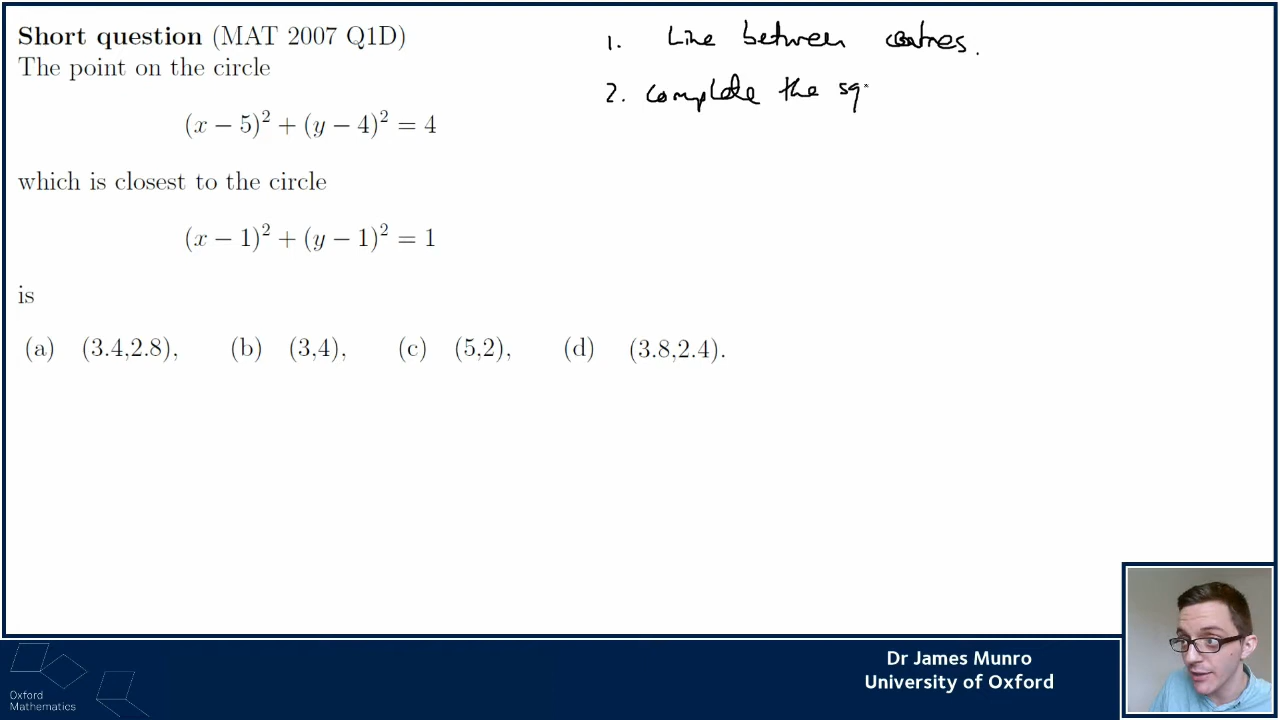 Short question (MAT 2007 Q1D)
The point on the circle
(x − 5)² + (y − 4)² = 4
which is closest to the circle
(x − 1)² + (y − 1)² = 1
is
(a) (3.4,2.8), (b) (3,4), (c) (5,2), (d) (3.8,2.4).
1. Line between centres.
2. complete the sq
Oxford
Mathematics
Dr James Munro
University of Oxford